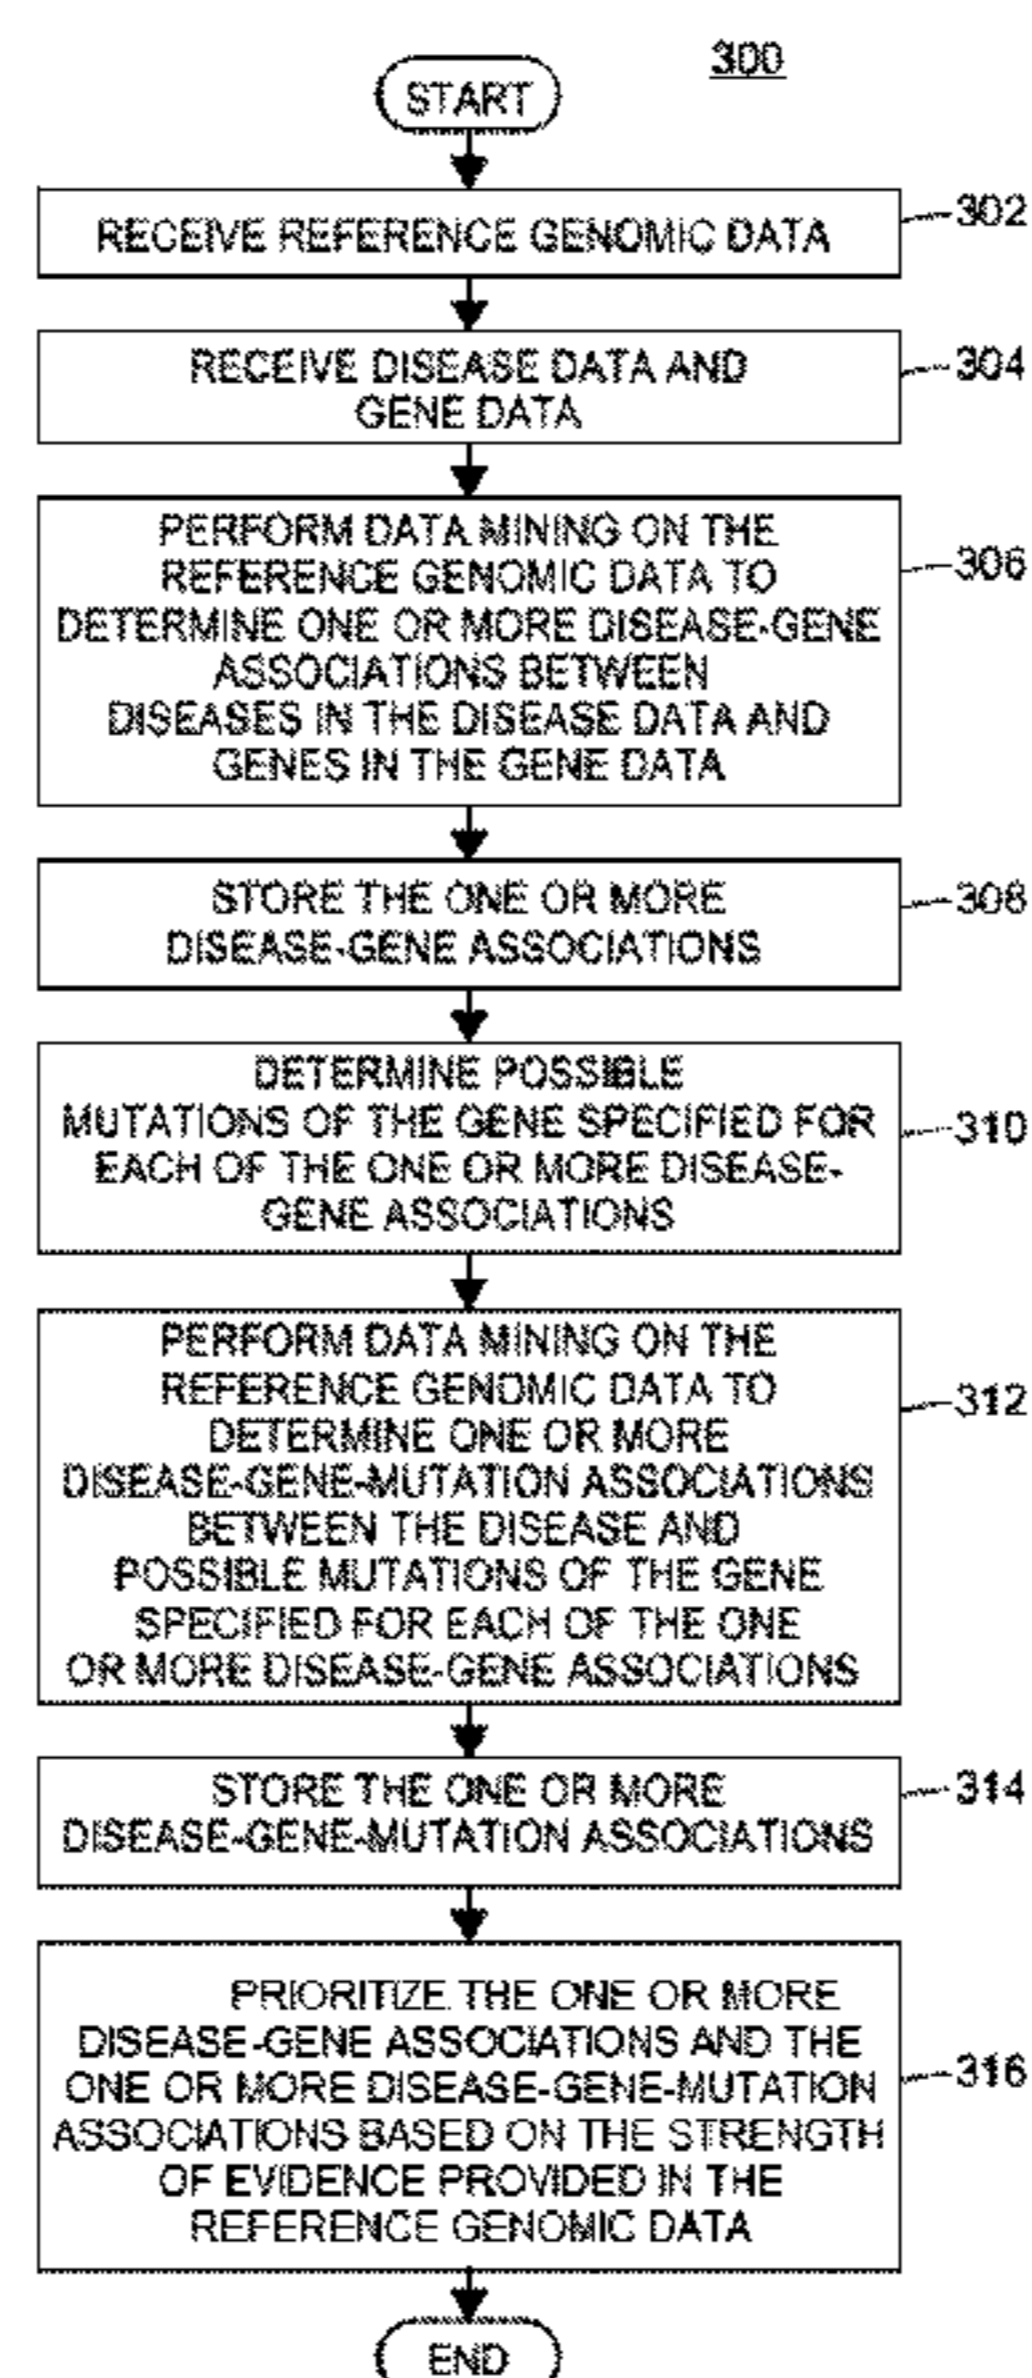 300
START
RECEIVE REFERENCE GENOMIC DATA
302
RECEIVE DISEASE DATA AND
GENE DATA
304
PERFORM DATA MINING ON THE
REFERENCE GENOMIC DATA TO
DETERMINE ONE OR MORE DISEASE-GENE
ASSOCIATIONS BETWEEN
DISEASES IN THE DISEASE DATA AND
GENES IN THE GENE DATA
306
STORE THE ONE OR MORE
DISEASE-GENE ASSOCIATIONS
308
DETERMINE POSSIBLE
MUTATIONS OF THE GENE SPECIFIED FOR
EACH OF THE ONE OR MORE DISEASE-
GENE ASSOCIATIONS
310
PERFORM DATA MINING ON THE
REFERENCE GENOMIC DATA TO
DETERMINE ONE OR MORE
DISEASE-GENE-MUTATION ASSOCIATIONS
BETWEEN THE DISEASE AND
POSSIBLE MUTATIONS OF THE GENE
SPECIFIED FOR EACH OF THE ONE
OR MORE DISEASE-GENE ASSOCIATIONS
312
STORE THE ONE OR MORE
DISEASE-GENE-MUTATION ASSOCIATIONS
314
PRIORITIZE THE ONE OR MORE
DISEASE-GENE ASSOCIATIONS AND THE
ONE OR MORE DISEASE-GENE-MUTATION
ASSOCIATIONS BASED ON THE STRENGTH
OF EVIDENCE PROVIDED IN THE
REFERENCE GENOMIC DATA
316
END